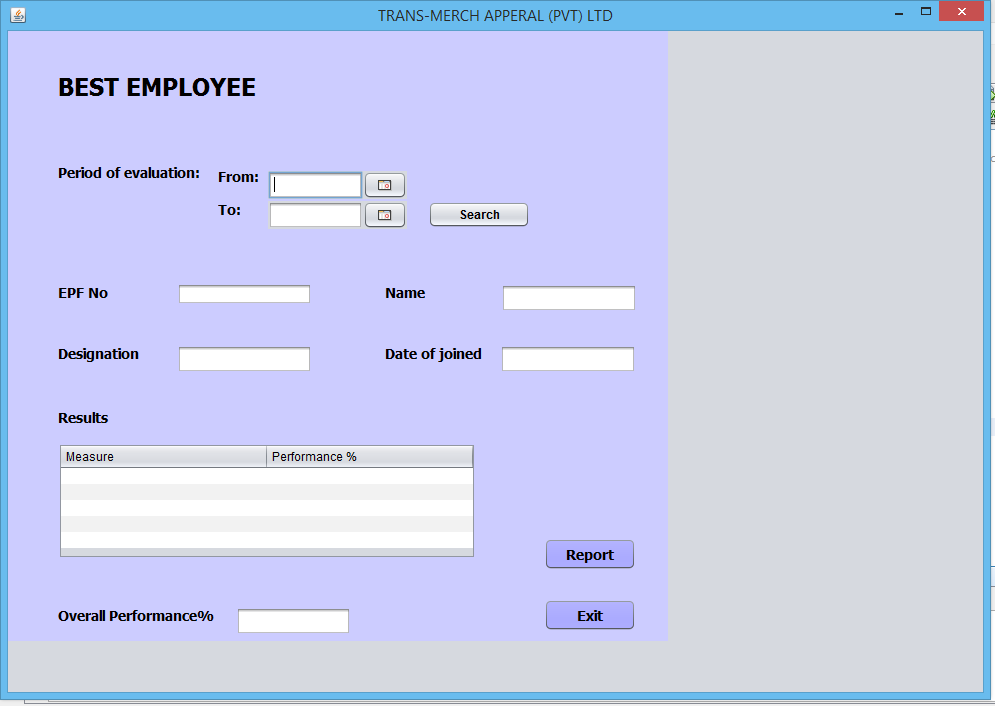 TRANS-MERCH APPERAL (PVT) LTD
BEST EMPLOYEE
Period of evaluation: From:
To:
Search
EPF No
Name
Designation
Date of joined
Results
Measure Performance %
Report
Overall Performance%
Exit